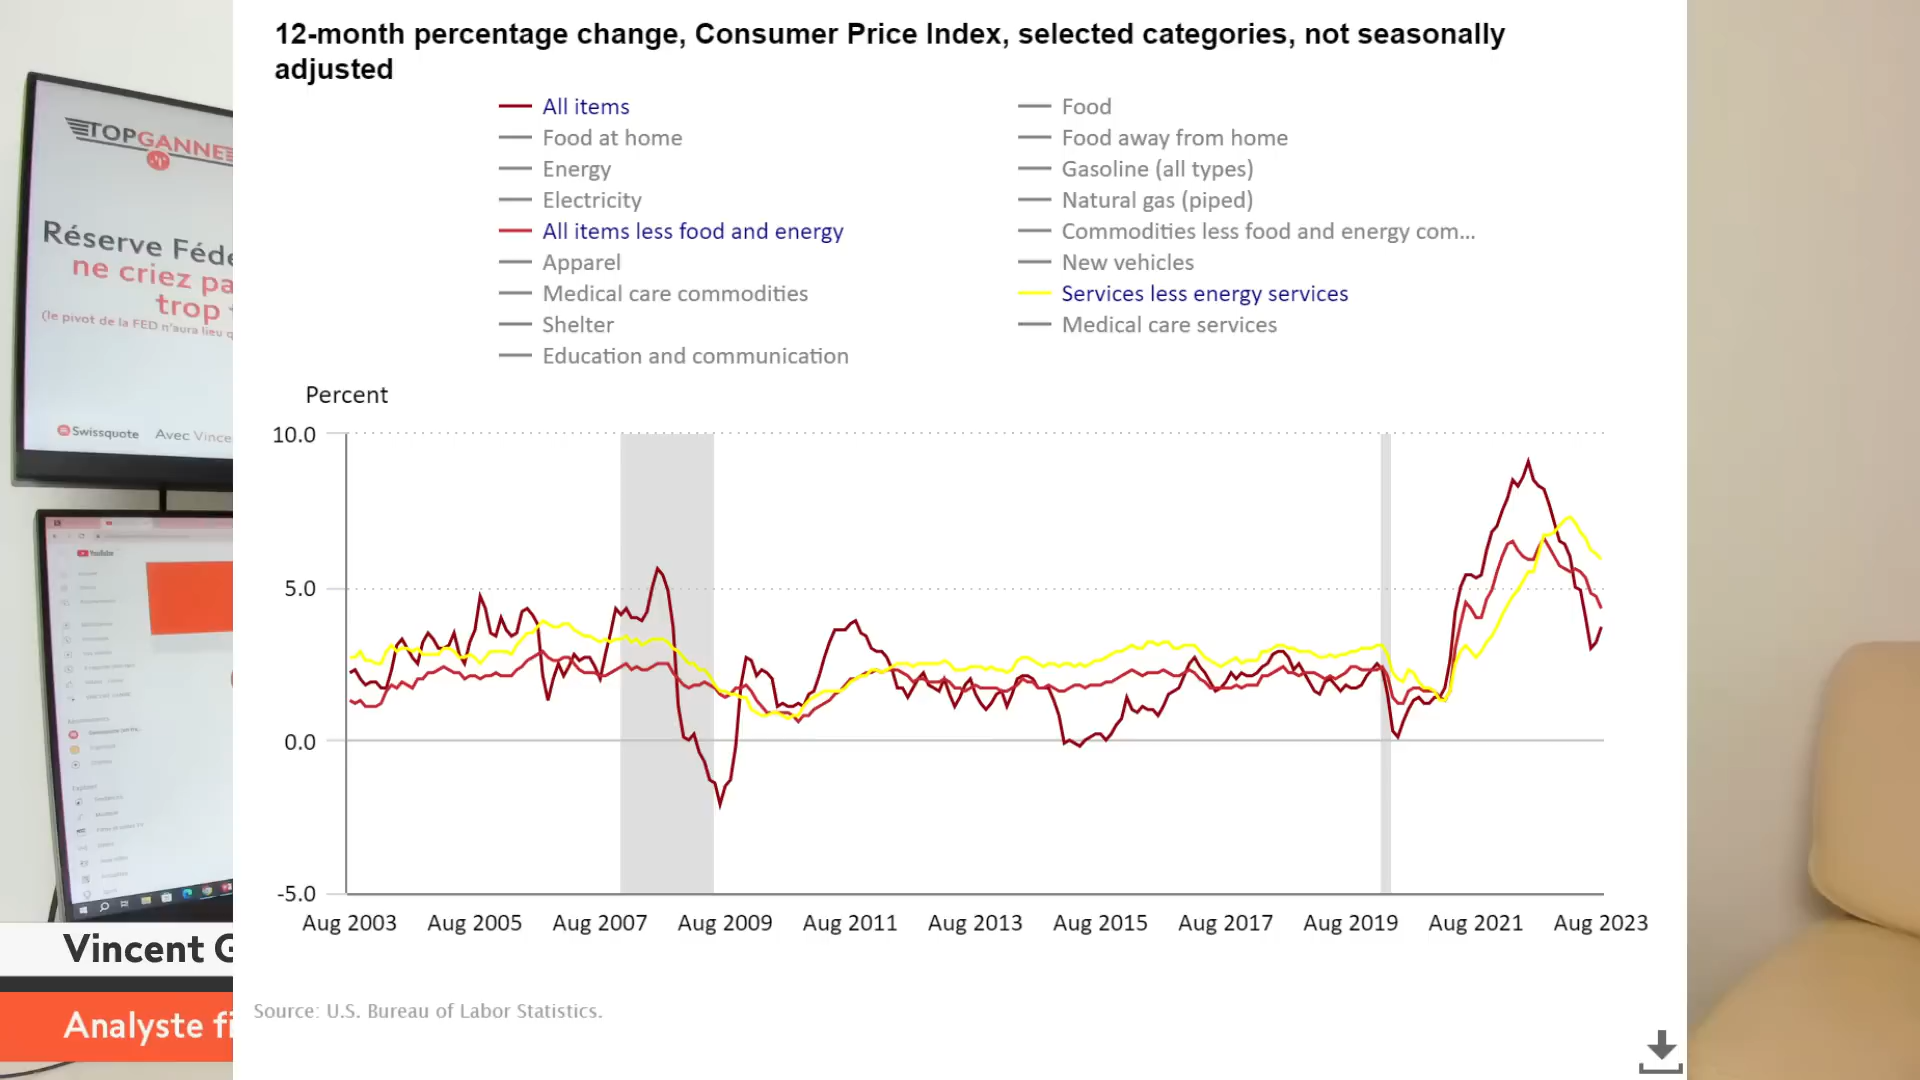 12-month percentage change, Consumer Price Index, selected categories, not seasonally
adjusted
All items
Food
Food at home
Food away from home
Energy
Gasoline (all types)
Electricity
Natural gas (piped)
All items less food and energy
Commodities less food and energy com...
Apparel
New vehicles
Medical care commodities
Services less energy services
Shelter
Medical care services
Education and communication
Percent
10.0
5.0
0.0
-5.0
Aug 2003 Aug 2005 Aug 2007 Aug 2009 Aug 2011 Aug 2013 Aug 2015 Aug 2017 Aug 2019 Aug 2021 Aug 2023
Source: U.S. Bureau of Labor Statistics.
TOPGANNE
Réserve Féde
ne criez pa
trop
(le pivot de la FED n'aura lieu q
Swissquote Avec Vince
YouTube
Vincent G
Analyste fi